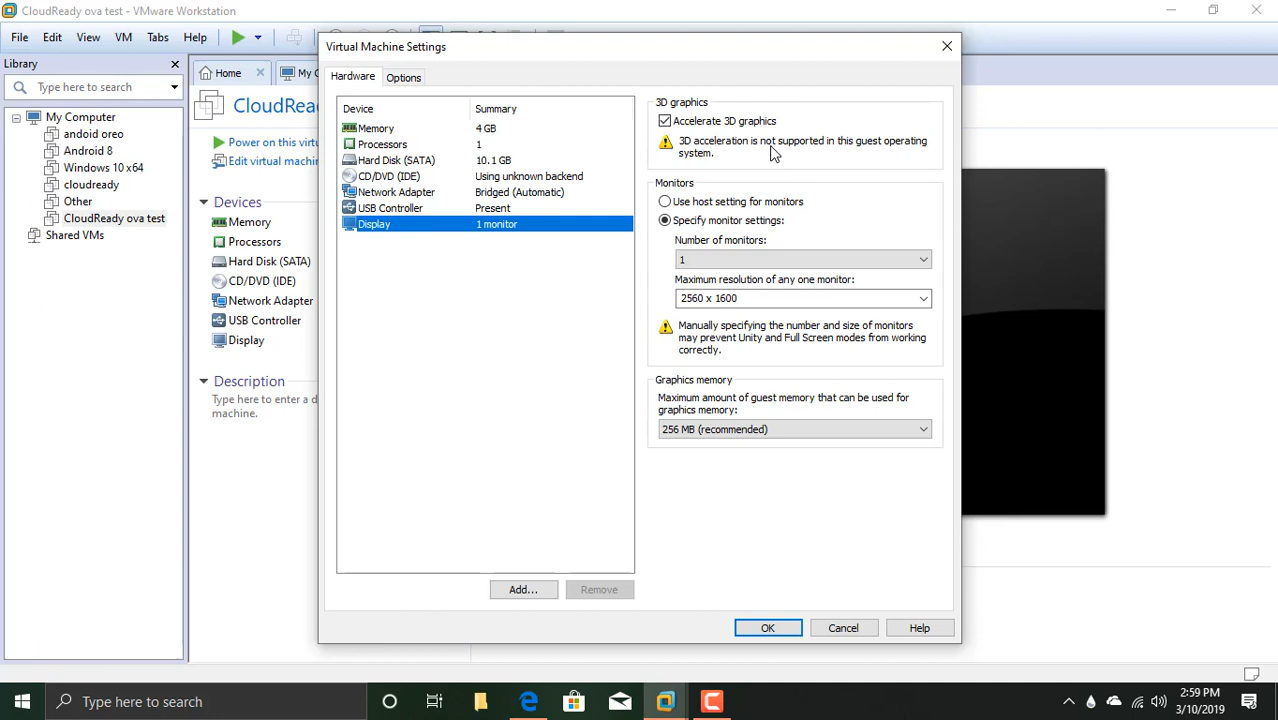 CloudReady ova test - VMware Workstation
File Edit View VM Tabs Help
Library
Type here to search
My Computer
andoid oreo
Android 8
Windows 10 x64
cloudready
Other
CloudReady ova test
Shared VMs
Home
My C
CloudRea
Power on this virtu
Edit virtual machin
Devices
Memory
Processors
Hard Disk (SATA)
CD/DVD (IDE)
Network Adapter
USB Controller
Display
Description
Type here to enter a d
machine.
Virtual Machine Settings
Hardware Options
Device Summary
Memory 4 GB
Processors 1
Hard Disk (SATA) 10.1 GB
CD/DVD (IDE) Using unknown backend
Network Adapter Bridged (Automatic)
USB Controller Present
Display 1 monitor
Add... Remove
3D graphics
Accelerate 3D graphics
3D acceleration is not supported in this guest operating
system.
Monitors
Use host setting for monitors
Specify monitor settings:
Number of monitors:
1
Maximum resolution of any one monitor:
2560 x 1600
Manually specifying the number and size of monitors
may prevent Unity and Full Screen modes from working
correctly.
Graphics memory
Maximum amount of guest memory that can be used for
graphics memory:
256 MB (recommended)
OK Cancel Help
Type here to search
2:59 PM
3/10/2019